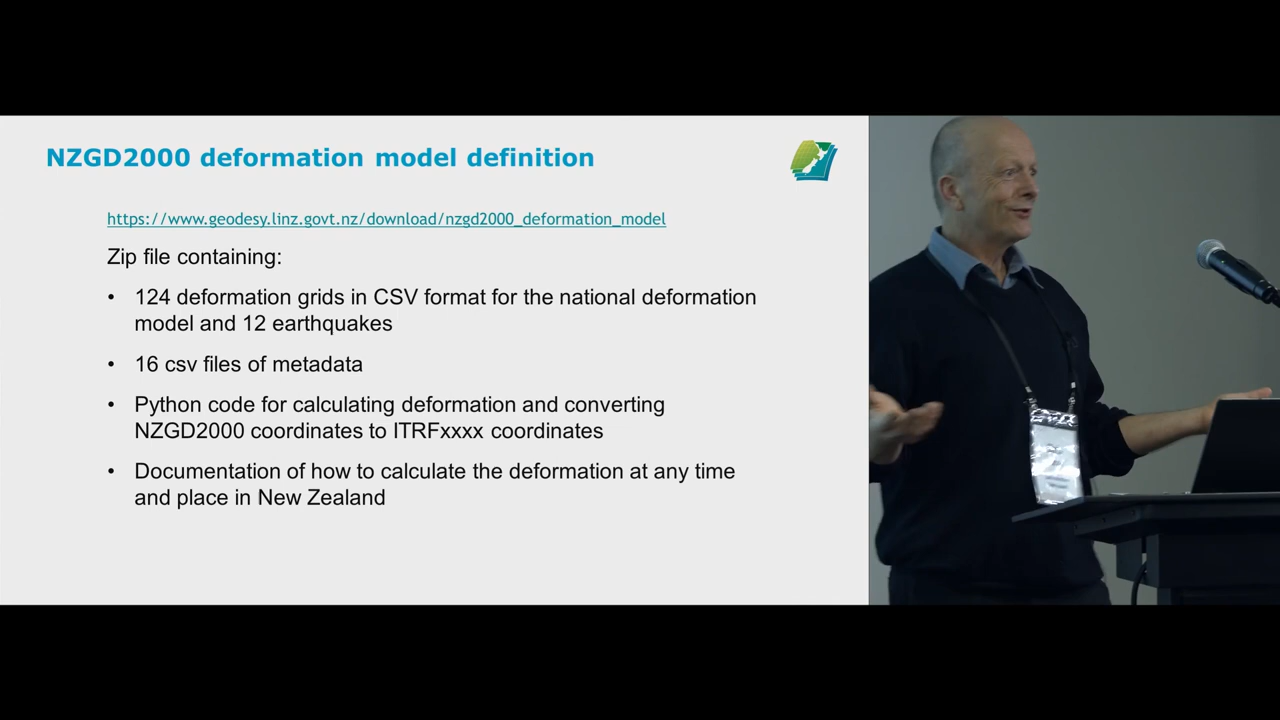 NZGD2000 deformation model definition
https://www.geodesy.linz.govt.nz/download/nzgd2000_deformation_model
Zip file containing:
• 124 deformation grids in CSV format for the national deformation
model and 12 earthquakes
• 16 csv files of metadata
• Python code for calculating deformation and converting
NZGD2000 coordinates to ITRFxxxx coordinates
• Documentation of how to calculate the deformation at any time
and place in New Zealand